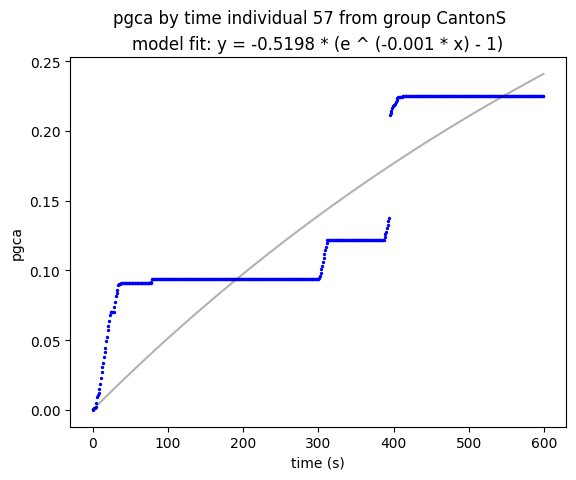 pgca by time individual 57 from group CantonS
model fit: y = -0.5198 * (e ^ (-0.001 * x) - 1)
0.25
0.20
0.15
0.10
0.05
0.00
pgca
0 100 200 300 400 500 600
time (s)